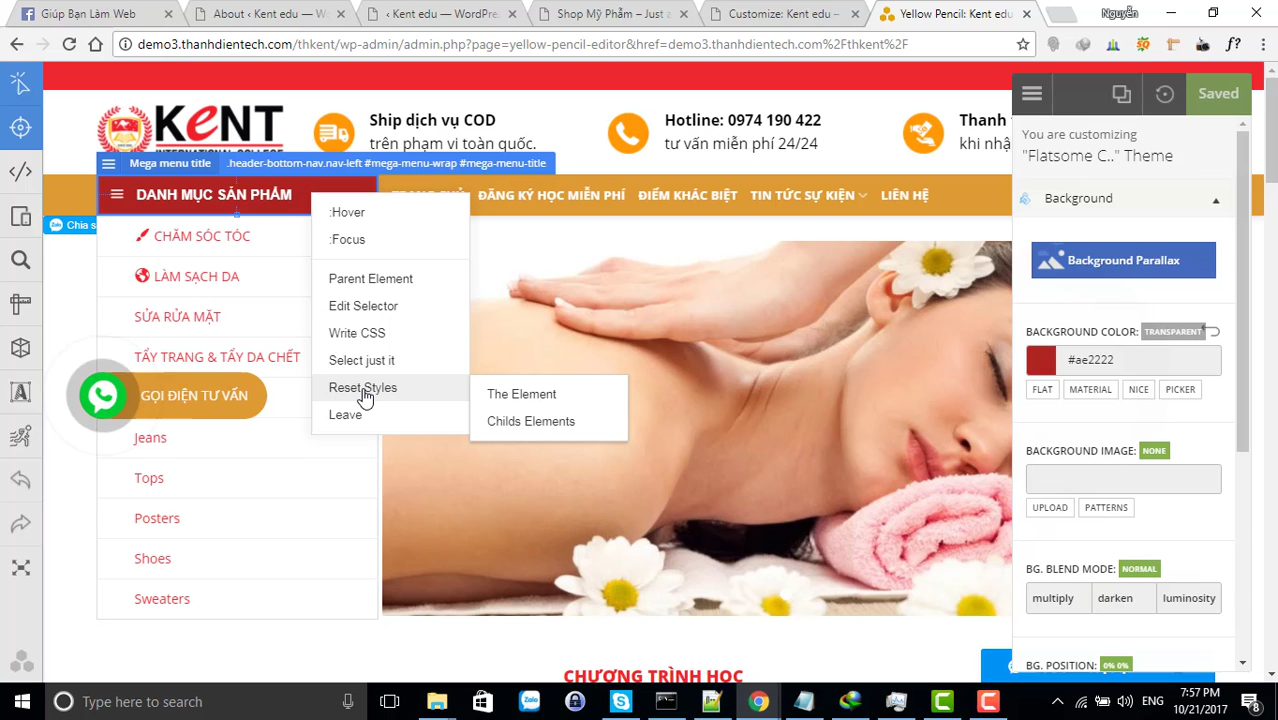 Giúp Bạn Làm Web
About ‹ Kent edu — Wor
‹ Kent edu — WordPre
Shop Mỹ Phẩm – Just a
Customize: Kent edu –
Yellow Pencil: Kent edu
Nguyễn
demo3.thanhdientech.com/thkent/wp-admin/admin.php?page=yellow-pencil-editor&href=demo3.thanhdientech.com%2Fthkent%2F
KENT
INTERNATIONAL COLLEGE
Ship dịch vụ COD
trên phạm vi toàn quốc
Hotline: 0974 190 422
tư vấn miễn phí 24/24
Thanh
khi nhậ
Mega menu title
.header-bottom-nav.nav-left #mega-menu-wrap #mega-menu-title
DANH MỤC SẢN PHẨM
TRANG CHỦ
ĐĂNG KÝ HỌC MIỄN PHÍ
ĐIỂM KHÁC BIỆT
TIN TỨC SỰ KIỆN
LIÊN HỆ
Zalo
Chia s
CHĂM SÓC TÓC
LÀM SẠCH DA
SỬA RỬA MẶT
TẨY TRANG & TẨY DA CHẾT
GỌI ĐIỆN TƯ VẤN
Jeans
Tops
Posters
Shoes
Sweaters
:Hover
:Focus
Parent Element
Edit Selector
Write CSS
Select just it
Reset Styles
Leave
The Element
Childs Elements
CHƯƠNG TRÌNH HỌC
Saved
You are customizing
"Flatsome C.." Theme
Background
Background Parallax
BACKGROUND COLOR: TRANSPARENT
#ae2222
FLAT
MATERIAL
NICE
PICKER
BACKGROUND IMAGE: NONE
UPLOAD
PATTERNS
BG. BLEND MODE: NORMAL
multiply
darken
luminosity
BG. POSITION: 0% 0%
Type here to search
ENG
7:57 PM
10/21/2017
8